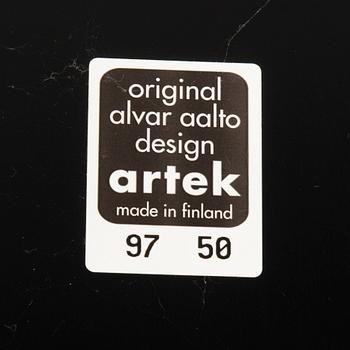 original
alvar aalto
design
artek
made in finland
97 50